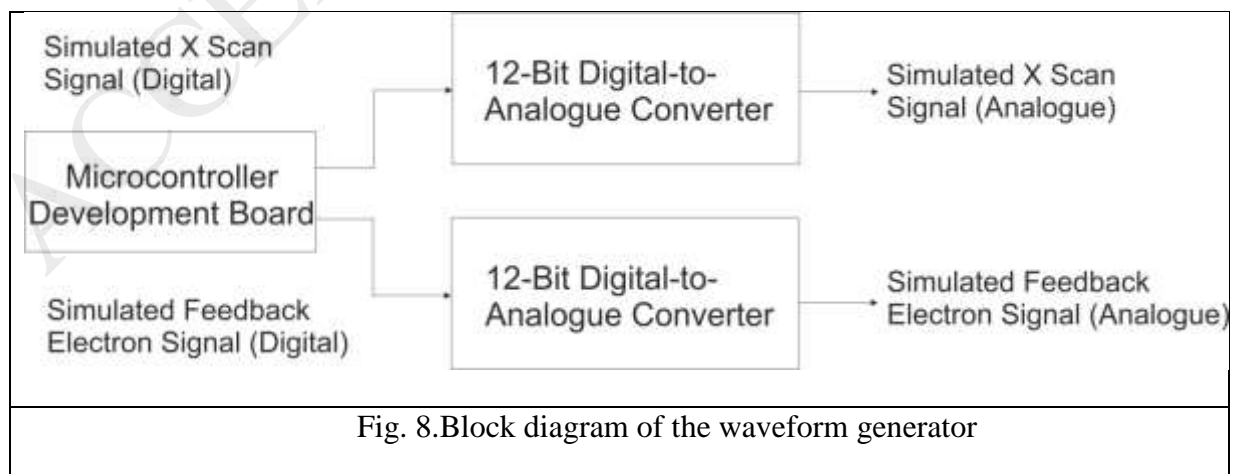 Simulated X Scan
Signal (Digital)
12-Bit Digital-to-
Analogue Converter
Simulated X Scan
Signal (Analogue)
Microcontroller
Development Board
Simulated Feedback
Electron Signal (Digital)
12-Bit Digital-to-
Analogue Converter
Simulated Feedback
Electron Signal (Analogue)
Fig. 8.Block diagram of the waveform generator